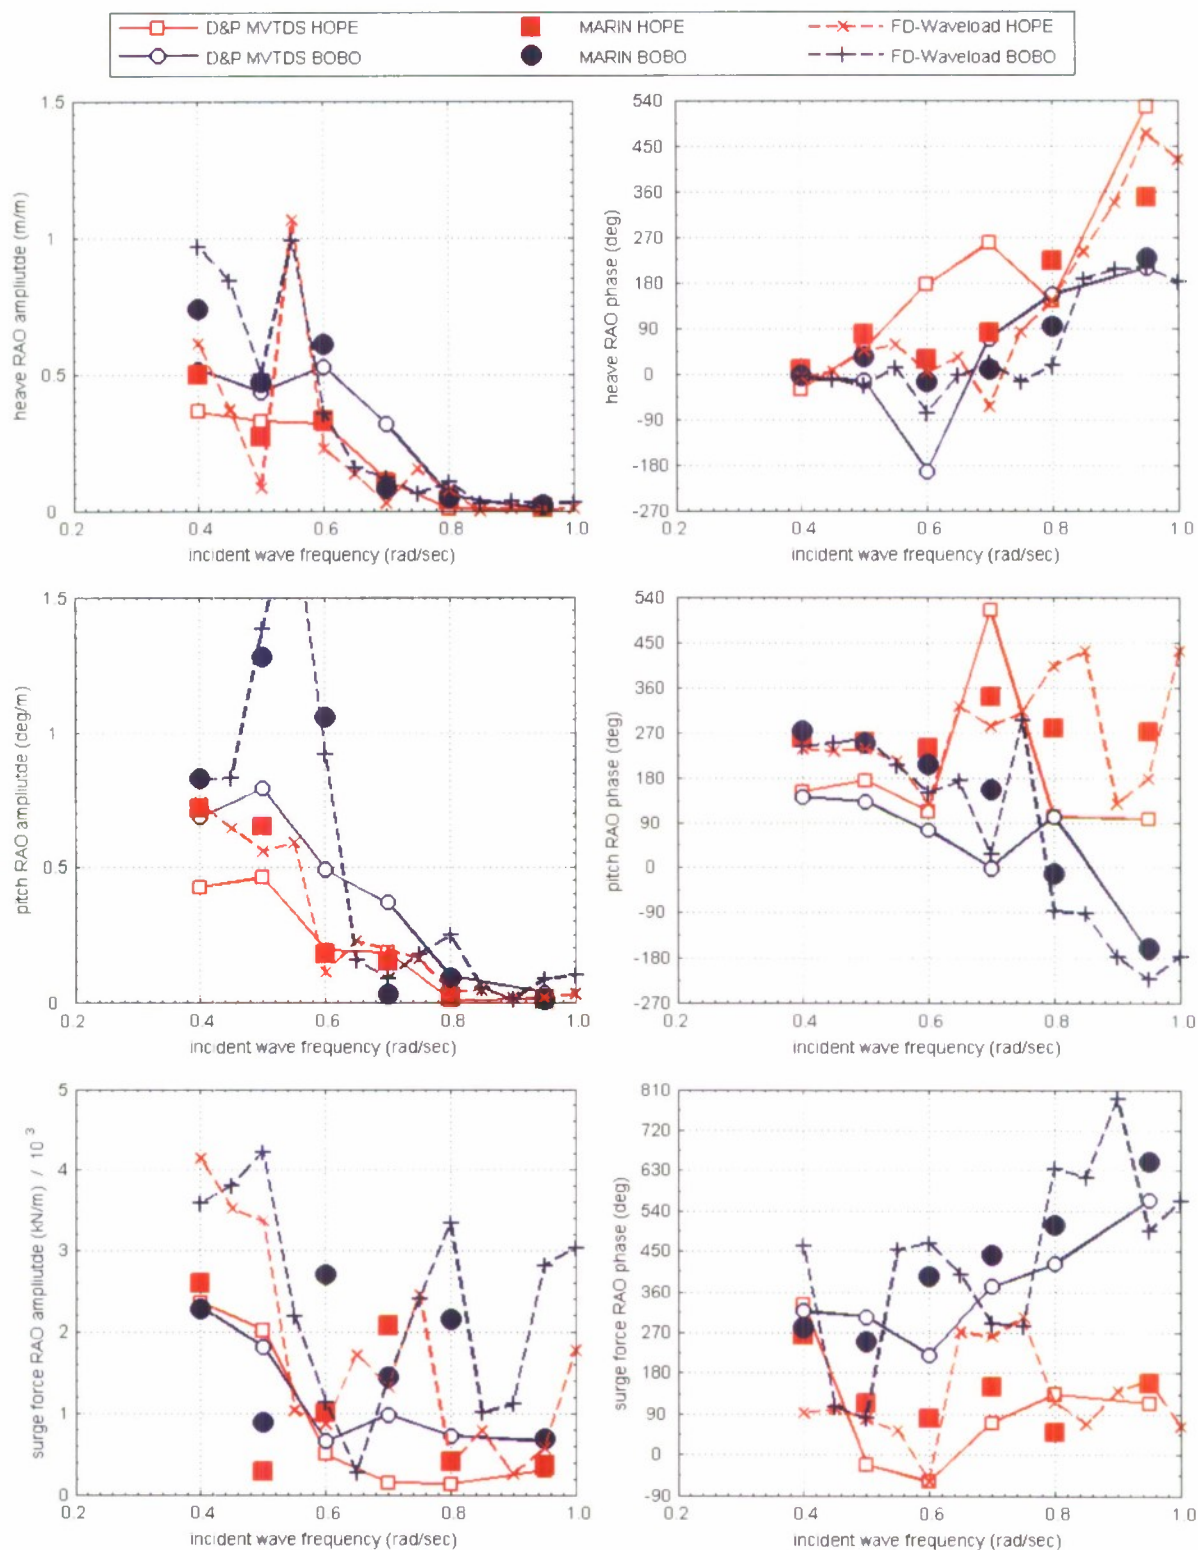 D&P MVTDS HOPE MARIN HOPE FD-Waveload HOPE
D&P MVTDS BOBO MARIN BOBO FD-Waveload BOBO
heave RAO ampliutde (m/m)
1.5
1
0.5
0
0.2 0.4 0.6 0.8 1.0
incident wave frequency (rad/sec)
heave RAO phase (deg)
540
450
360
270
180
90
0
-90
-180
-270
0.2 0.4 0.6 0.8 1.0
incident wave frequency (rad/sec)
pitch RAO ampliutde (deg/m)
1.5
1
0.5
0
0.2 0.4 0.6 0.8 1.0
incident wave frequency (rad/sec)
pitch RAO phase (deg)
540
450
360
270
180
90
0
-90
-180
-270
0.2 0.4 0.6 0.8 1.0
incident wave frequency (rad/sec)
surge force RAO ampliutde (kN/m) / 10 3
5
4
3
2
1
0
0.2 0.4 0.6 0.8 1.0
incident wave frequency (rad/sec)
surge force RAO phase (deg)
810
720
630
540
450
360
270
180
90
0
-90
0.2 0.4 0.6 0.8 1.0
incident wave frequency (rad/sec)